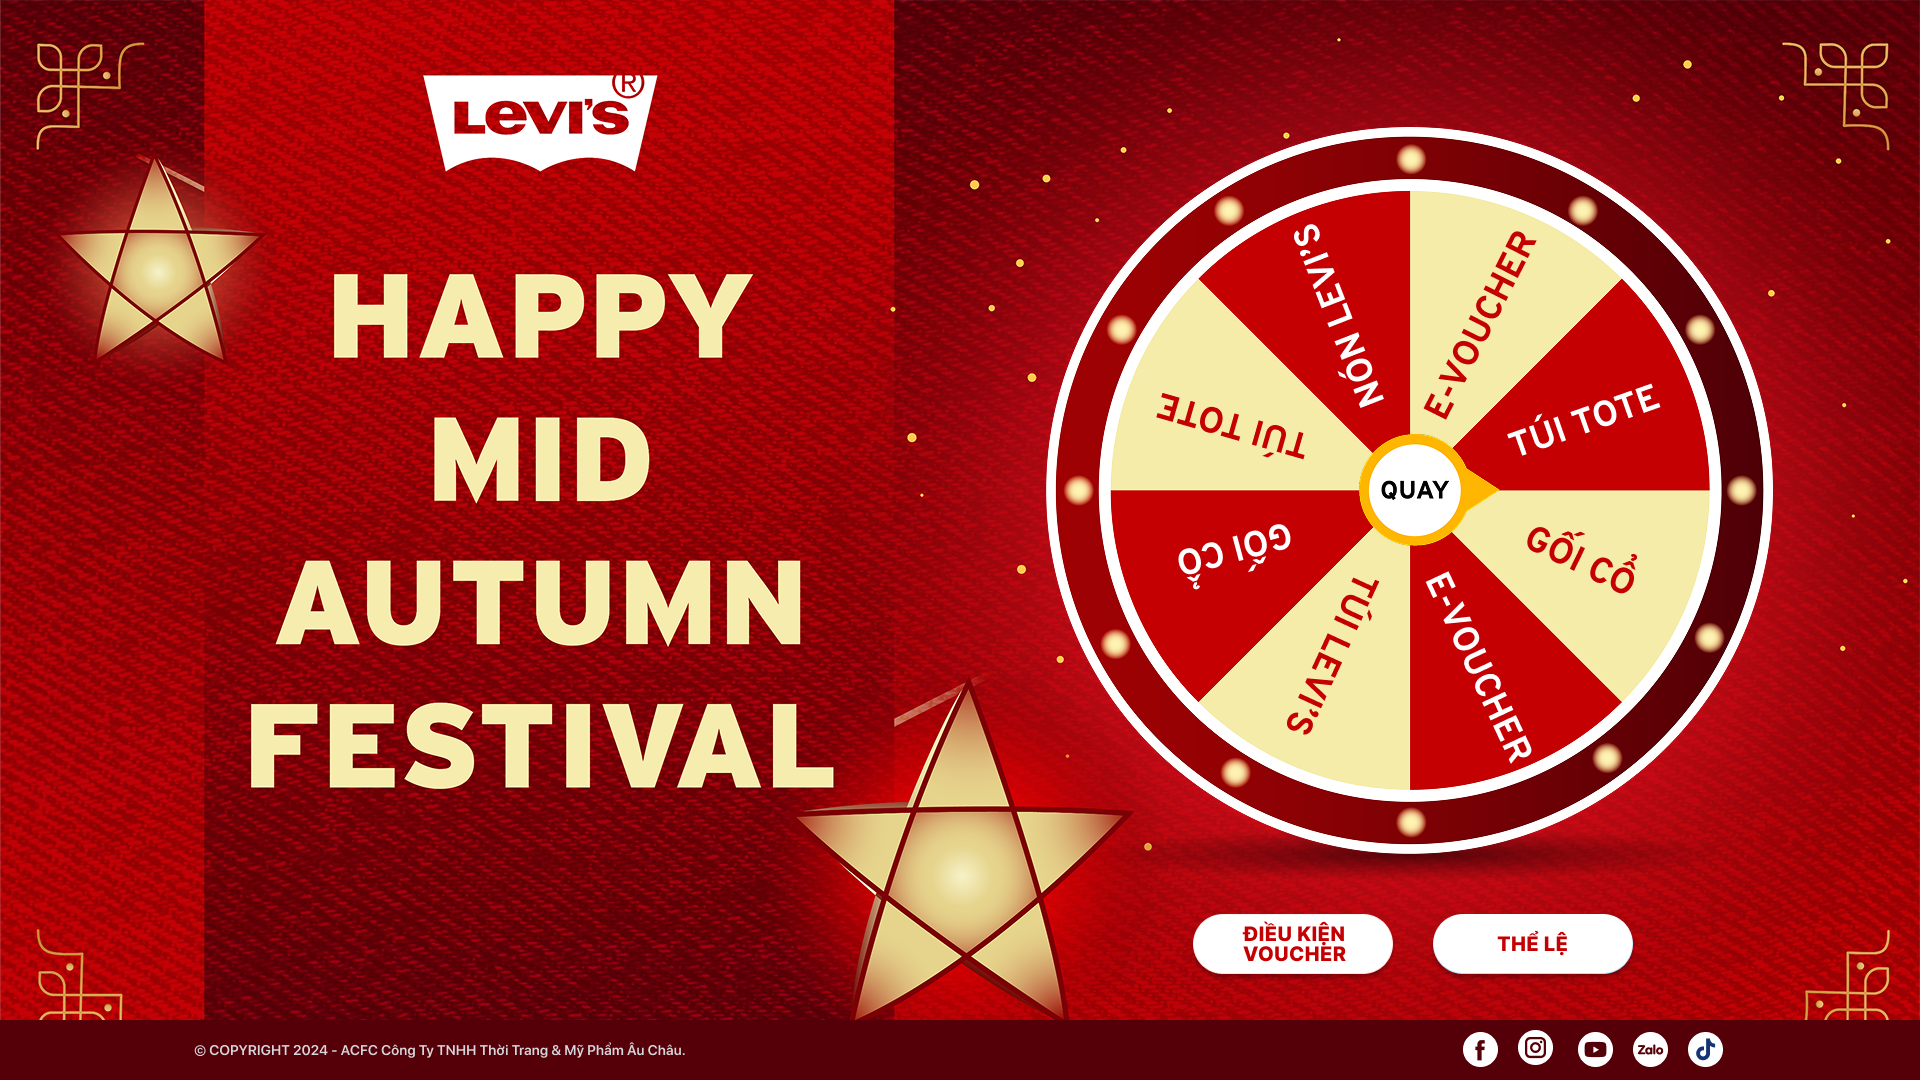 LEVI'S
®
HAPPY
MID
AUTUMN
FESTIVAL
NÓN LEVI'S
E-VOUCHER
TÚI TOTE
TÚI TOTE
QUAY
GỐI CỔ
GỐI CỔ
TÚI LEVI'S
E-VOUCHER
ĐIỀU KIỆN
VOUCHER
THỂ LỆ
© COPYRIGHT 2024 - ACFC Công Ty TNHH Thời Trang & Mỹ Phẩm Âu Châu.
Zalo